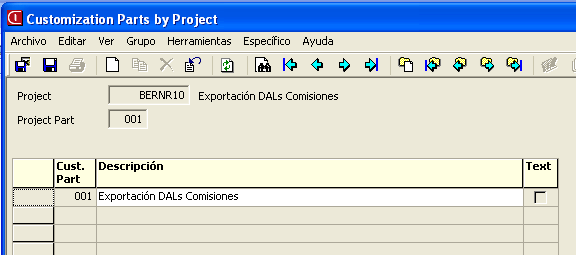 Customization Parts by Project
Archivo Editar Ver Grupo Herramientas Específico Ayuda
Project BERNR10 Exportación DALs Comisiones
Project Part 001
Cust. Part Descripción Text
001 Exportación DALs Comisiones